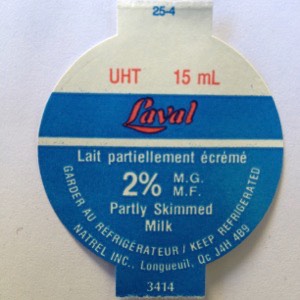 25-4
UHT 15 mL
Laval
Lait partiellement écrémé
2% M.G.
M.F.
Partly Skimmed
Milk
GARDER AU RÉFRIGÉRATEUR / KEEP REFRIGERATED
NATREL INC., Longueuil, QC J4H 4B9
3414